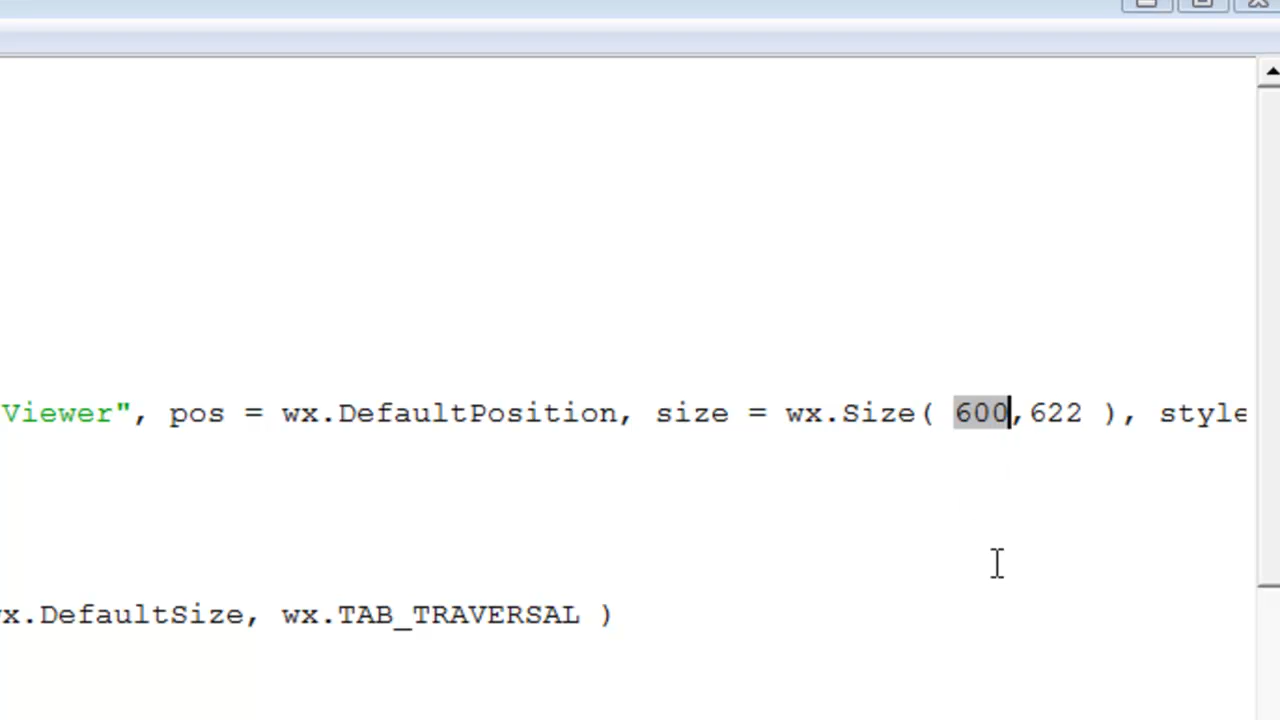 Viewer", pos = wx.DefaultPosition, size = wx.Size( 600,622 ), style
x.DefaultSize, wx.TAB_TRAVERSAL )